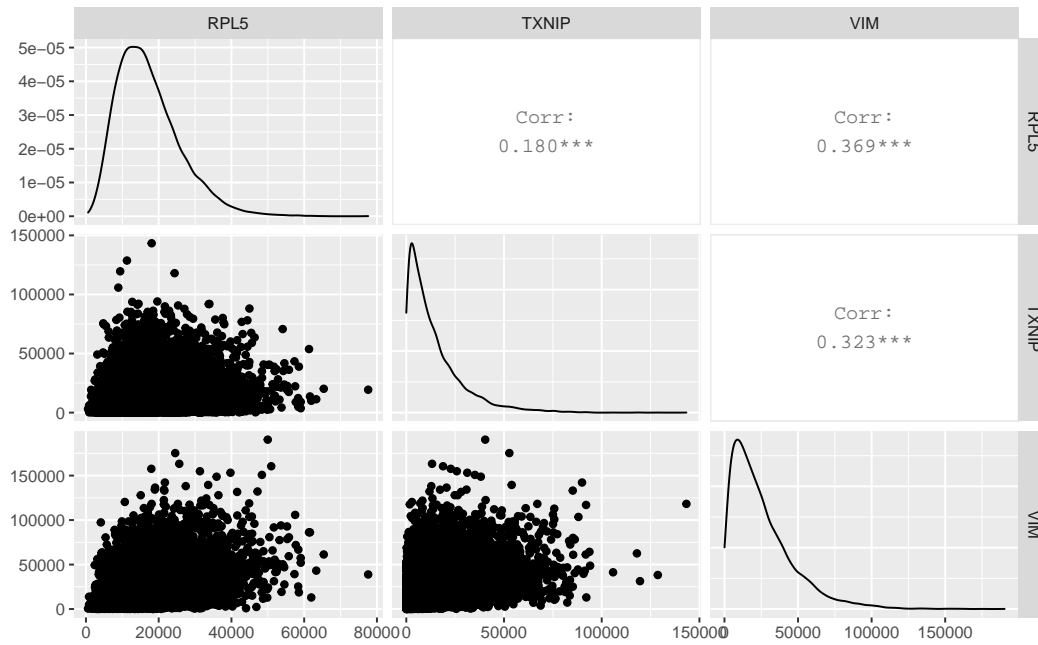 RPL5 TXNIP VIM
5e−05
4e−05
3e−05
2e−05
1e−05
0e+00
Corr:
0.180***
Corr:
0.369***
RPL5
150000
100000
50000
0
Corr:
0.323***
TXNIP
150000
100000
50000
0
VIM
0 20000 40000 60000 80000
0 50000 100000 150000
0 50000 100000 150000